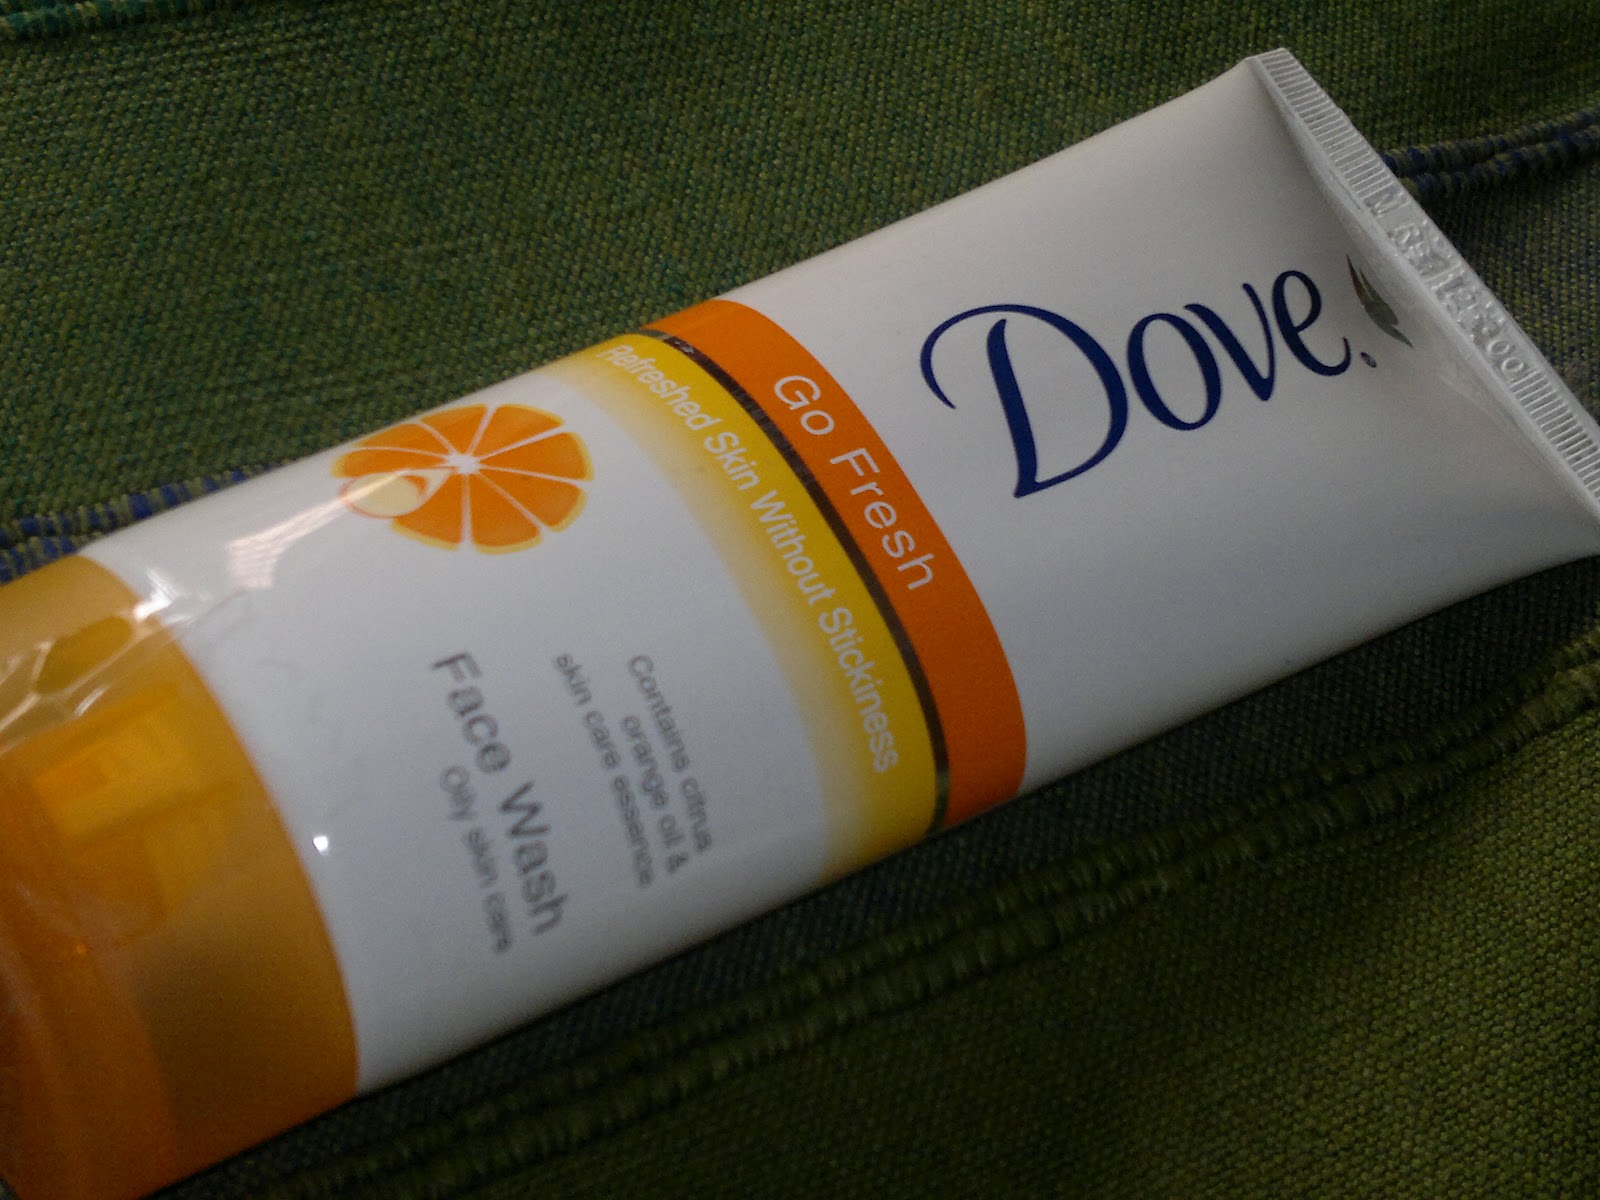 Dove.
Go Fresh
Refreshed Skin Without Stickiness
Contains citrus
orange oil &
skin care essence
Face Wash
Oily skin care